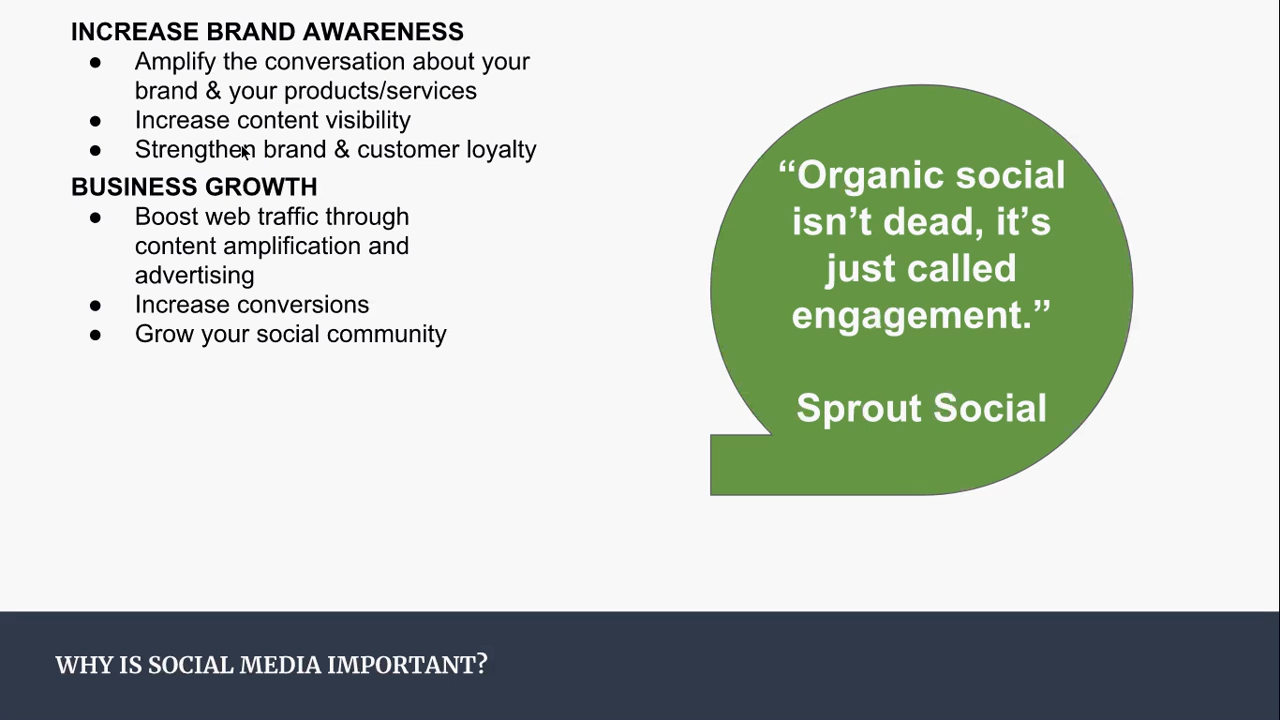 INCREASE BRAND AWARENESS
● Amplify the conversation about your
brand & your products/services
● Increase content visibility
● Strengthen brand & customer loyalty
BUSINESS GROWTH
● Boost web traffic through
content amplification and
advertising
● Increase conversions
● Grow your social community
“Organic social
isn’t dead, it’s
just called
engagement.”
Sprout Social
WHY IS SOCIAL MEDIA IMPORTANT?